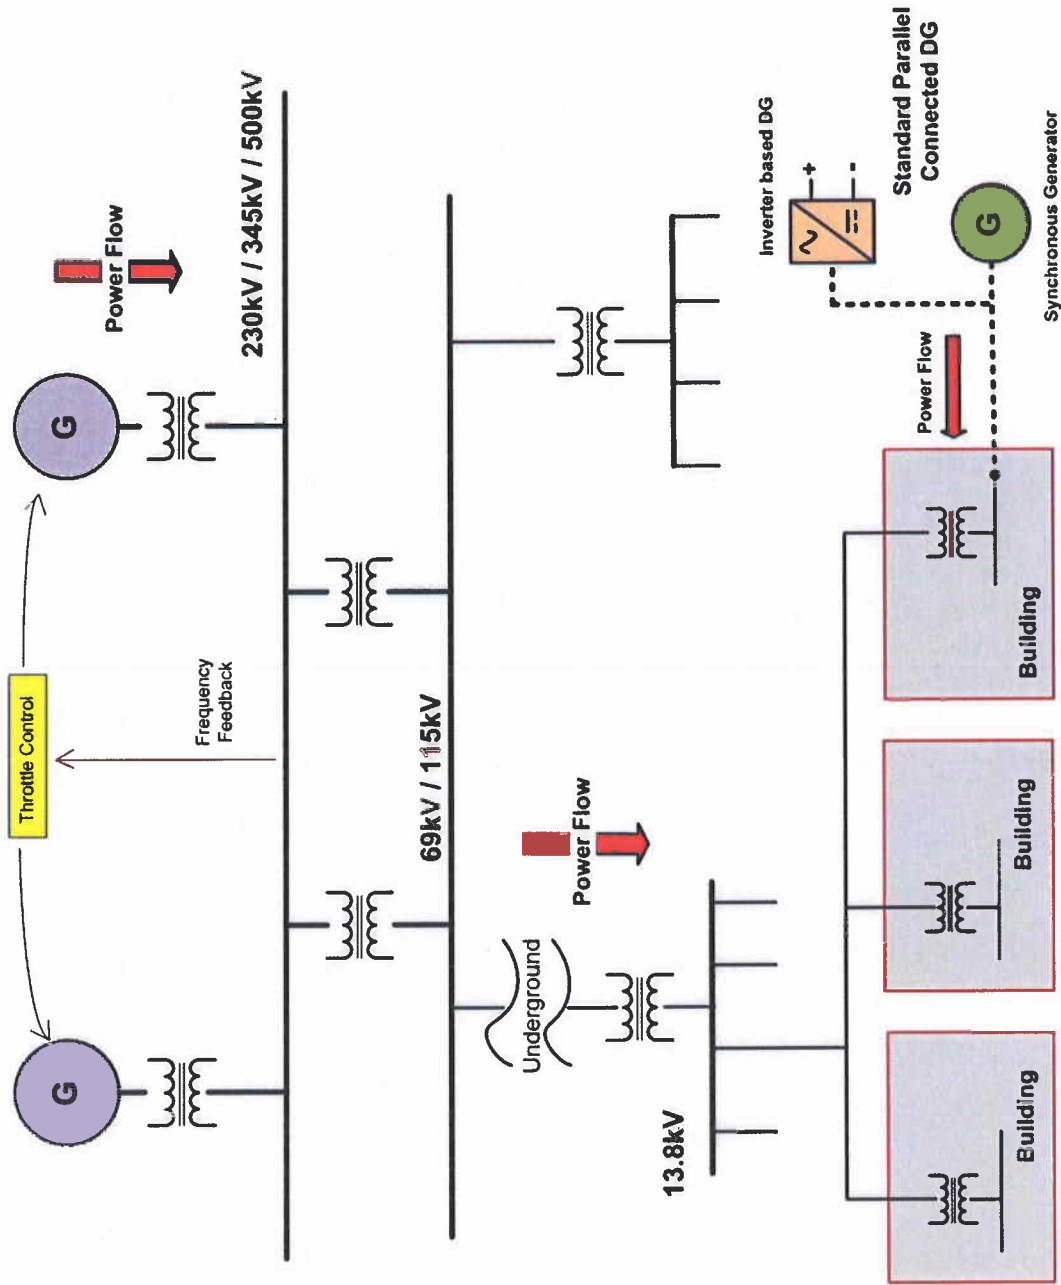 Throttle Control
G
G
Power Flow
Frequency
Feedback
230kV / 345kV / 500kV
69kV / 115kV
Underground
Power Flow
13.8kV
Building
Building
Building
Power Flow
Inverter based DG
+
-
Standard Parallel
Connected DG
G
Synchronous Generator